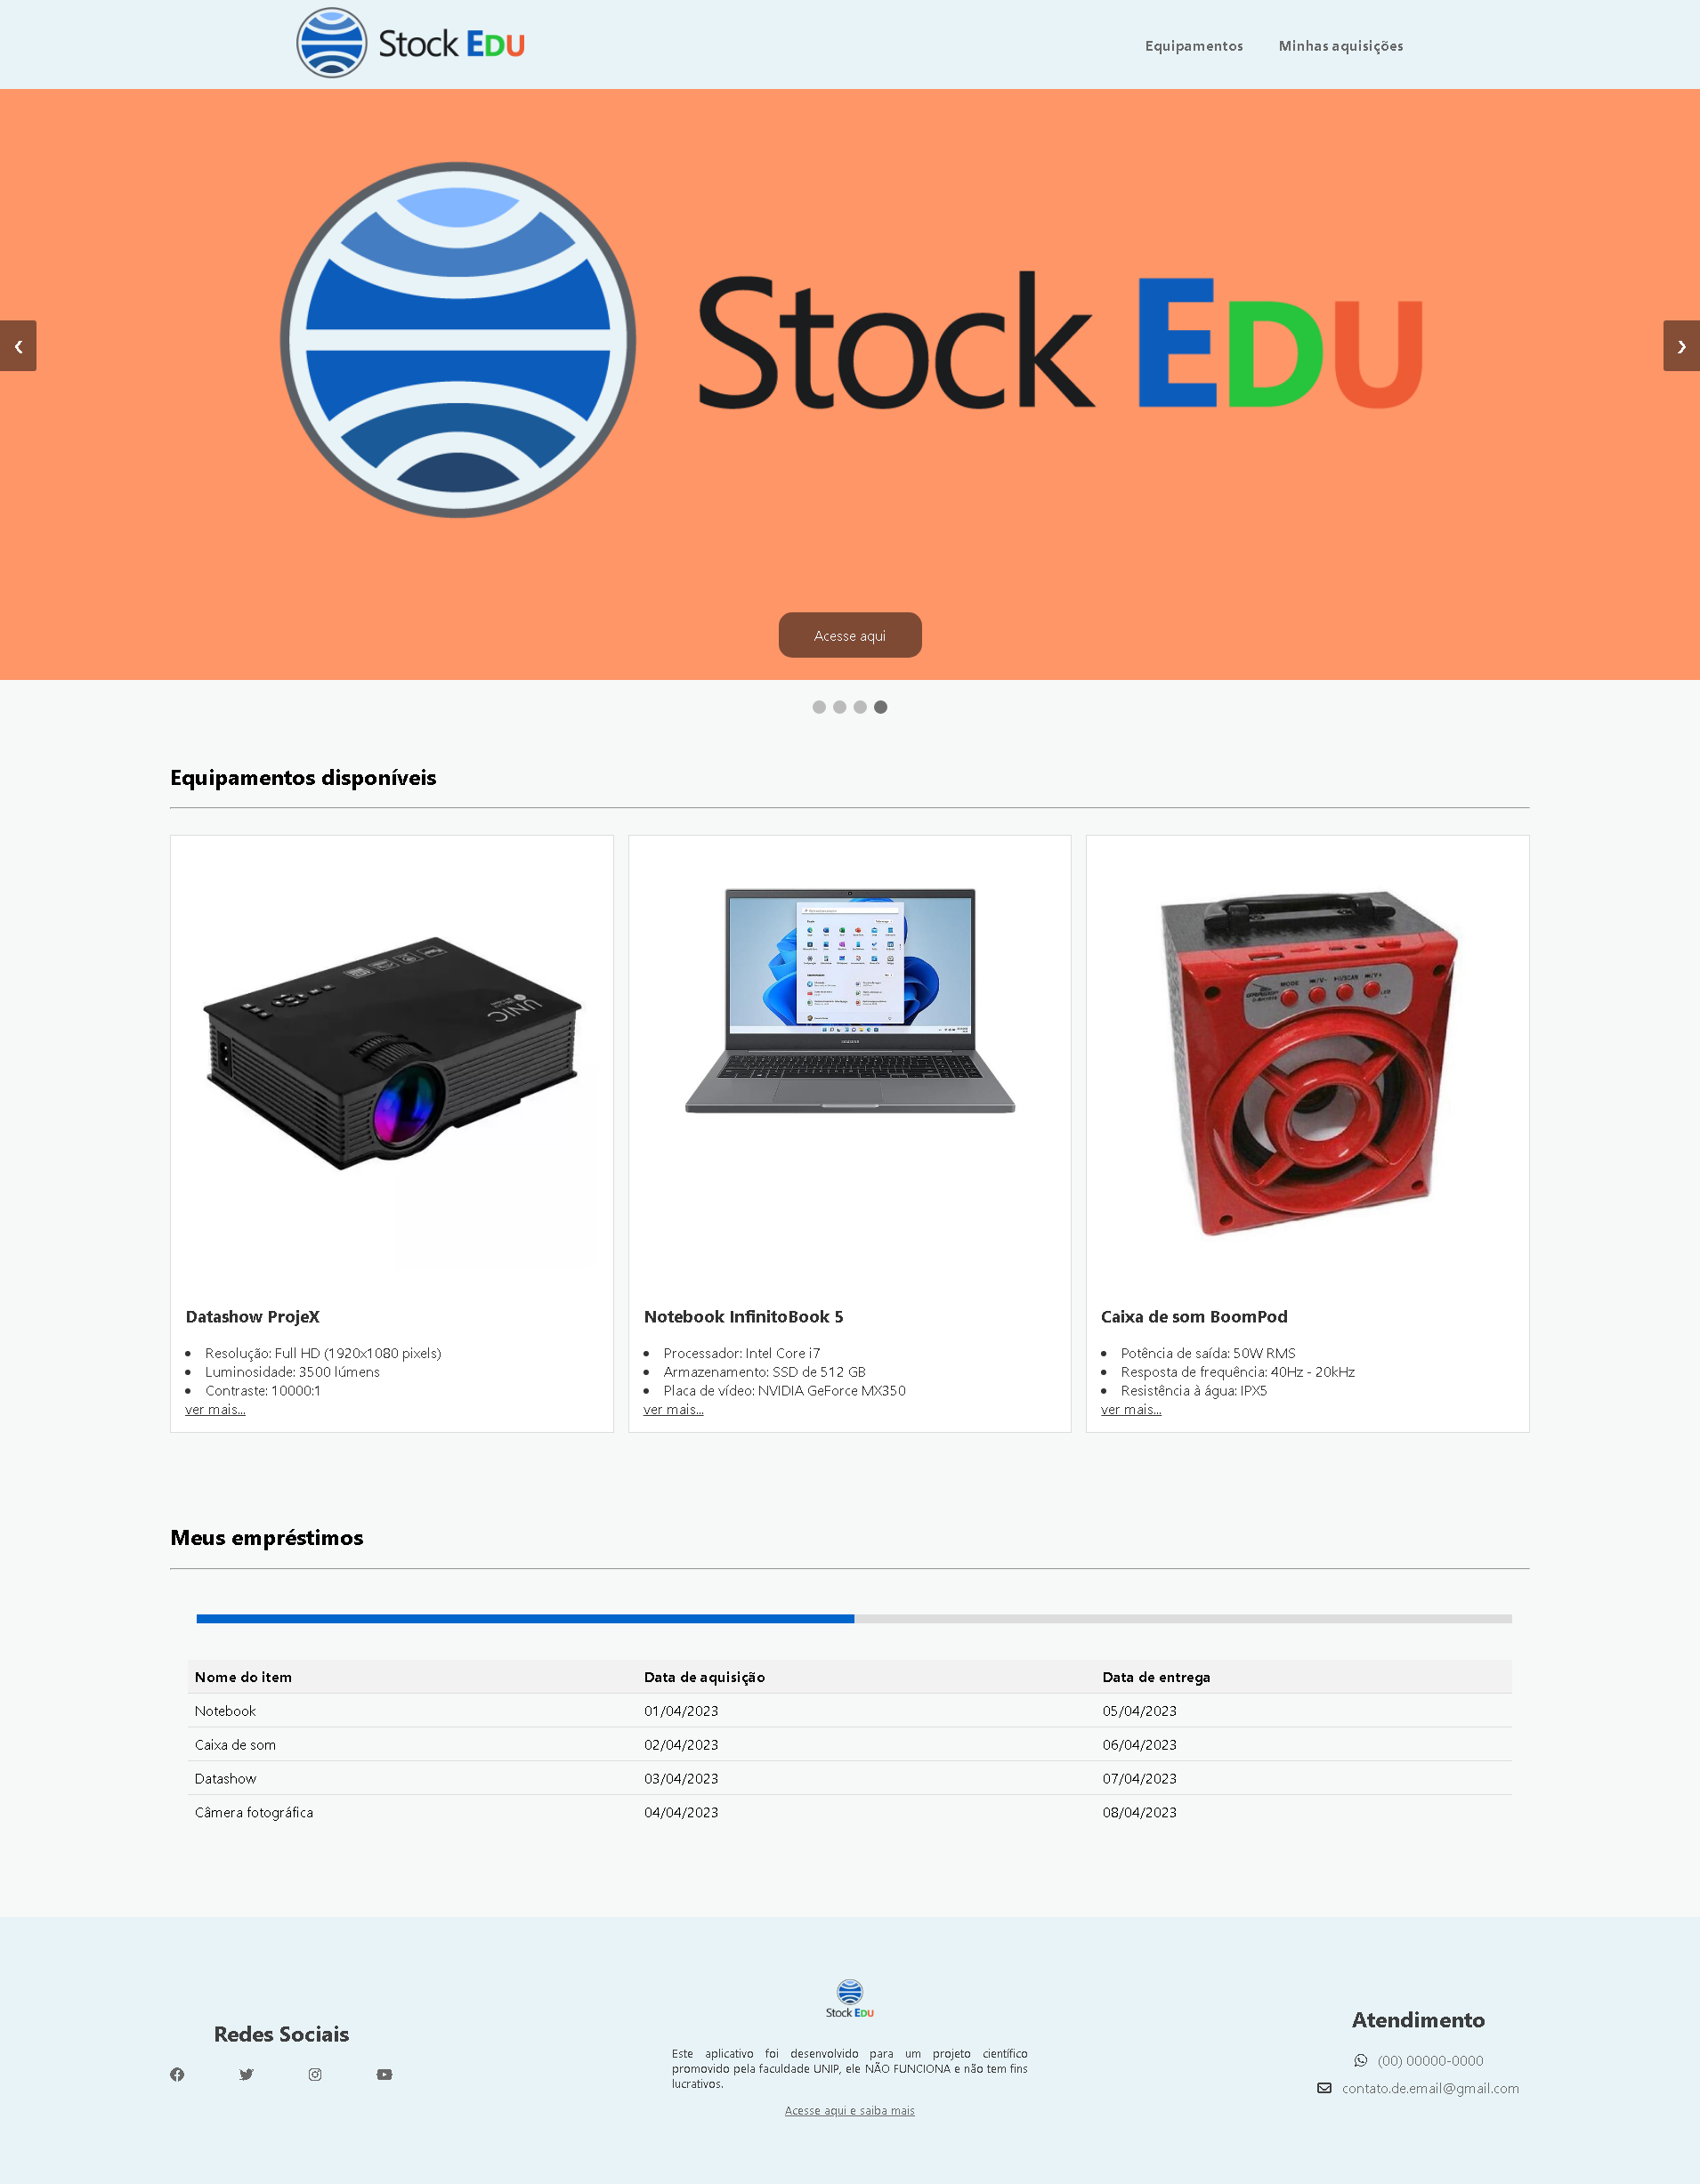 Stock EDU
Equipamentos
Minhas aquisições
Stock EDU
❮
❯
Acesse aqui
Equipamentos disponíveis
UNIC
SAMSUNG
MODE
Datashow ProjeX
• Resolução: Full HD (1920x1080 pixels)
• Luminosidade: 3500 lúmens
• Contraste: 10000:1
ver mais...
Notebook InfinitoBook 5
• Processador: Intel Core i7
• Armazenamento: SSD de 512 GB
• Placa de vídeo: NVIDIA GeForce MX350
ver mais...
Caixa de som BoomPod
• Potência de saída: 50W RMS
• Resposta de frequência: 40Hz - 20kHz
• Resistência à água: IPX5
ver mais...
Meus empréstimos
Nome do item Data de aquisição Data de entrega
Notebook 01/04/2023 05/04/2023
Caixa de som 02/04/2023 06/04/2023
Datashow 03/04/2023 07/04/2023
Câmera fotográfica 04/04/2023 08/04/2023
Redes Sociais
Stock EDU
Este aplicativo foi desenvolvido para um projeto científico
promovido pela faculdade UNIP, ele NÃO FUNCIONA e não tem fins
lucrativos.
Acesse aqui e saiba mais
Atendimento
(00) 00000-0000
contato.de.email@gmail.com